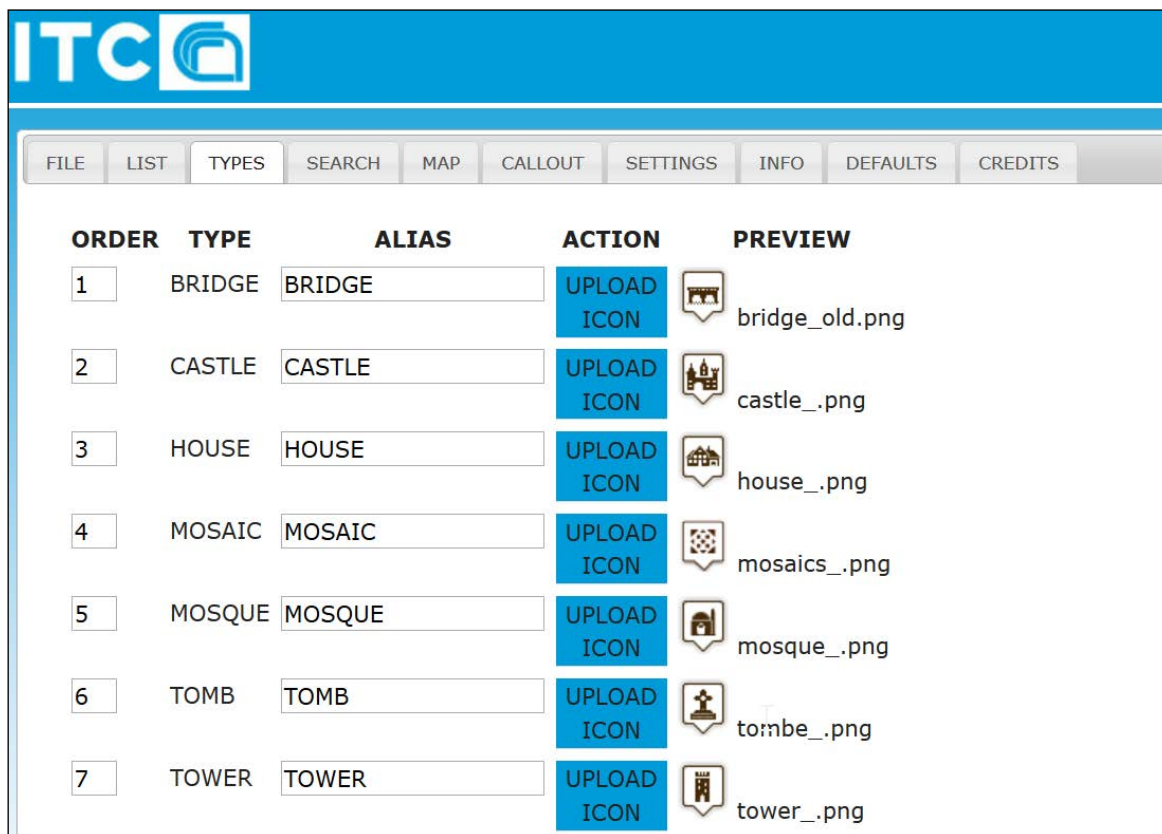 ITC
FILE LIST TYPES SEARCH MAP CALLOUT SETTINGS INFO DEFAULTS CREDITS
ORDER TYPE ALIAS ACTION PREVIEW
1 BRIDGE BRIDGE UPLOAD ICON bridge_old.png
2 CASTLE CASTLE UPLOAD ICON castle_.png
3 HOUSE HOUSE UPLOAD ICON house_.png
4 MOSAIC MOSAIC UPLOAD ICON mosaics_.png
5 MOSQUE MOSQUE UPLOAD ICON mosque_.png
6 TOMB TOMB UPLOAD ICON tombe_.png
7 TOWER TOWER UPLOAD ICON tower_.png